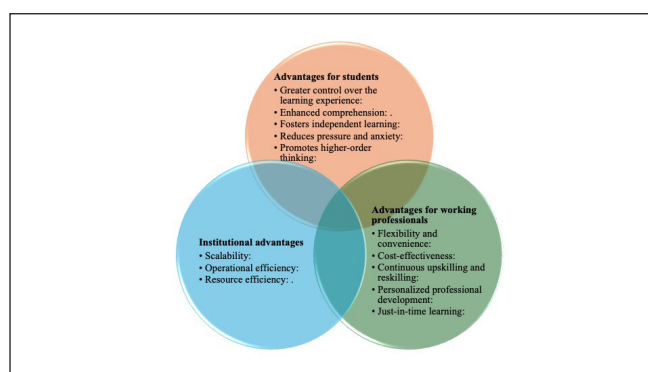 Advantages for students
• Greater control over the
learning experience:
• Enhanced comprehension: .
• Fosters independent learning:
• Reduces pressure and anxiety:
• Promotes higher-order
thinking:
Institutional advantages
• Scalability:
• Operational efficiency:
• Resource efficiency: .
Advantages for working
professionals
• Flexibility and
convenience:
• Cost-effectiveness:
• Continuous upskilling and
reskilling:
• Personalized professional
development:
• Just-in-time learning: